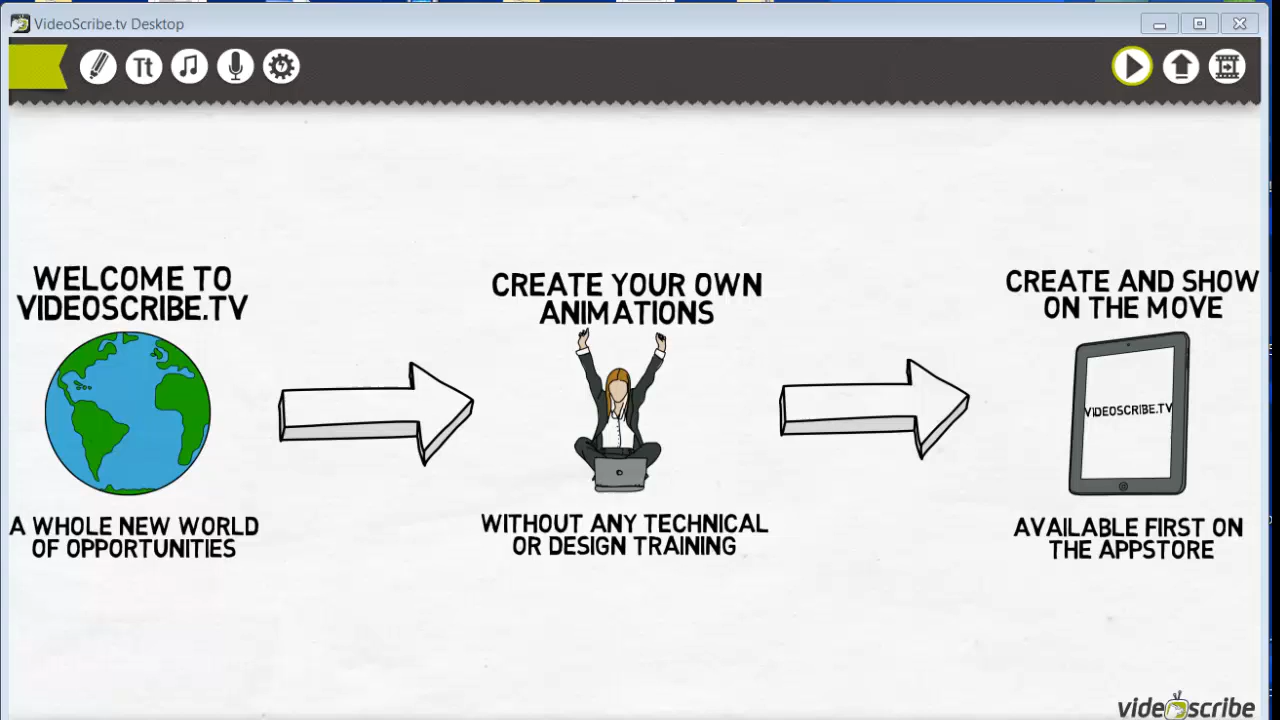 VideoScribe.tv Desktop
Tt
WELCOME TO
VIDEOSCRIBE.TV
A WHOLE NEW WORLD
OF OPPORTUNITIES
CREATE YOUR OWN
ANIMATIONS
WITHOUT ANY TECHNICAL
OR DESIGN TRAINING
CREATE AND SHOW
ON THE MOVE
VIDEOSCRIBE.TV
AVAILABLE FIRST ON
THE APPSTORE
videoscribe